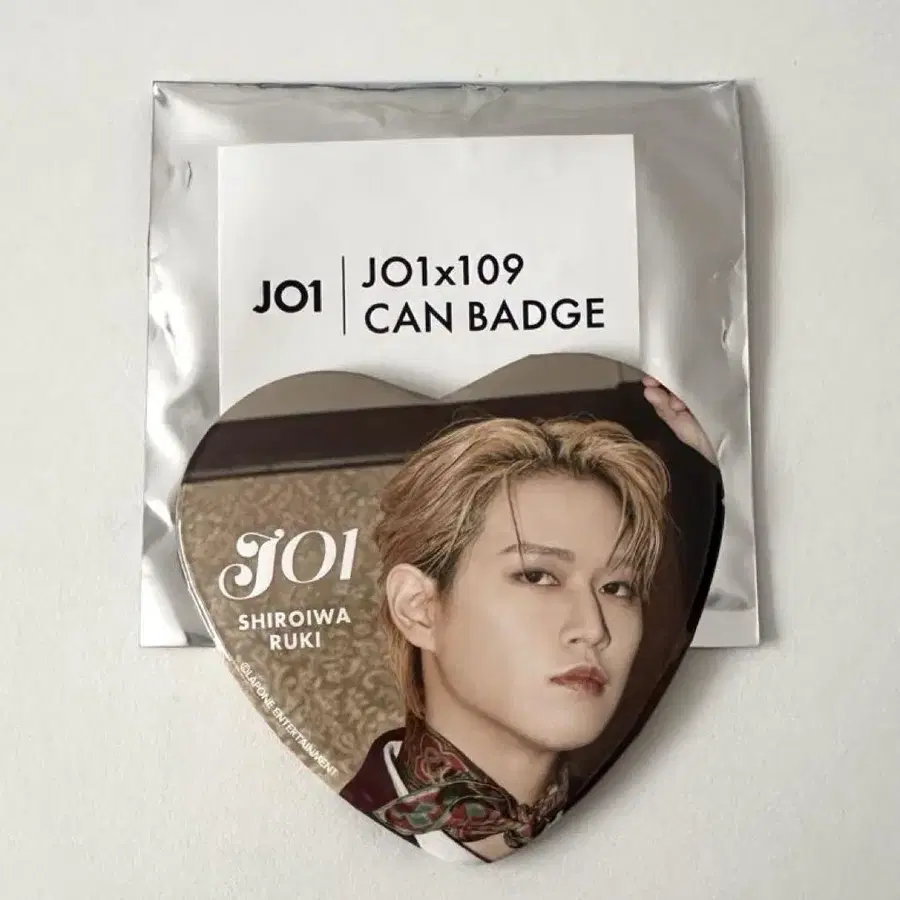 JO1
JO1x109
CAN BADGE
JO1
SHIROIWA
RUKI
©LAPONE ENTERTAINMENT